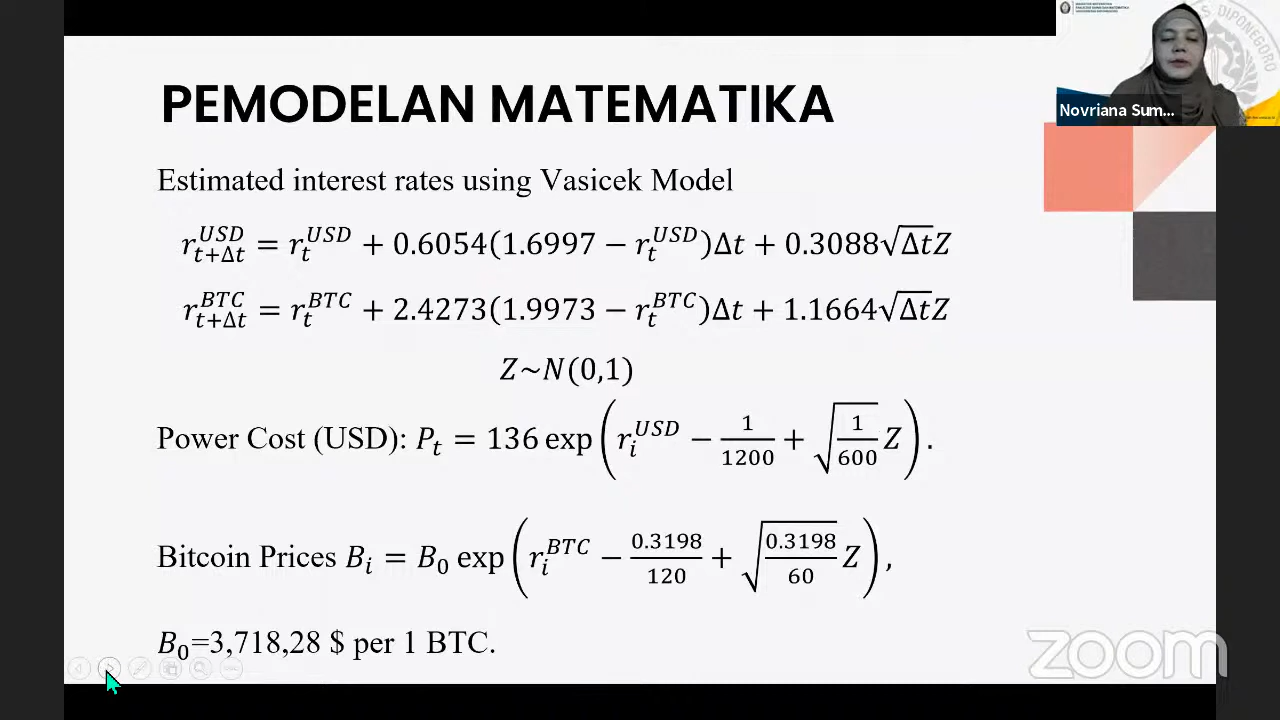 PEMODELAN MATEMATIKA
Estimated interest rates using Vasicek Model
r_{t+Δt}^{USD} = r_t^{USD} + 0.6054(1.6997 − r_t^{USD})Δt + 0.3088√Δt Z
r_{t+Δt}^{BTC} = r_t^{BTC} + 2.4273(1.9973 − r_t^{BTC})Δt + 1.1664√Δt Z
Z~N(0,1)
Power Cost (USD): P_t = 136 exp(r_i^{USD} − 1/1200 + √(1/600) Z).
Bitcoin Prices B_i = B_0 exp(r_i^{BTC} − 0.3198/120 + √(0.3198/60) Z),
B_0=3,718,28 $ per 1 BTC.
DIPONEGORO
Novriana Sum...
zoom